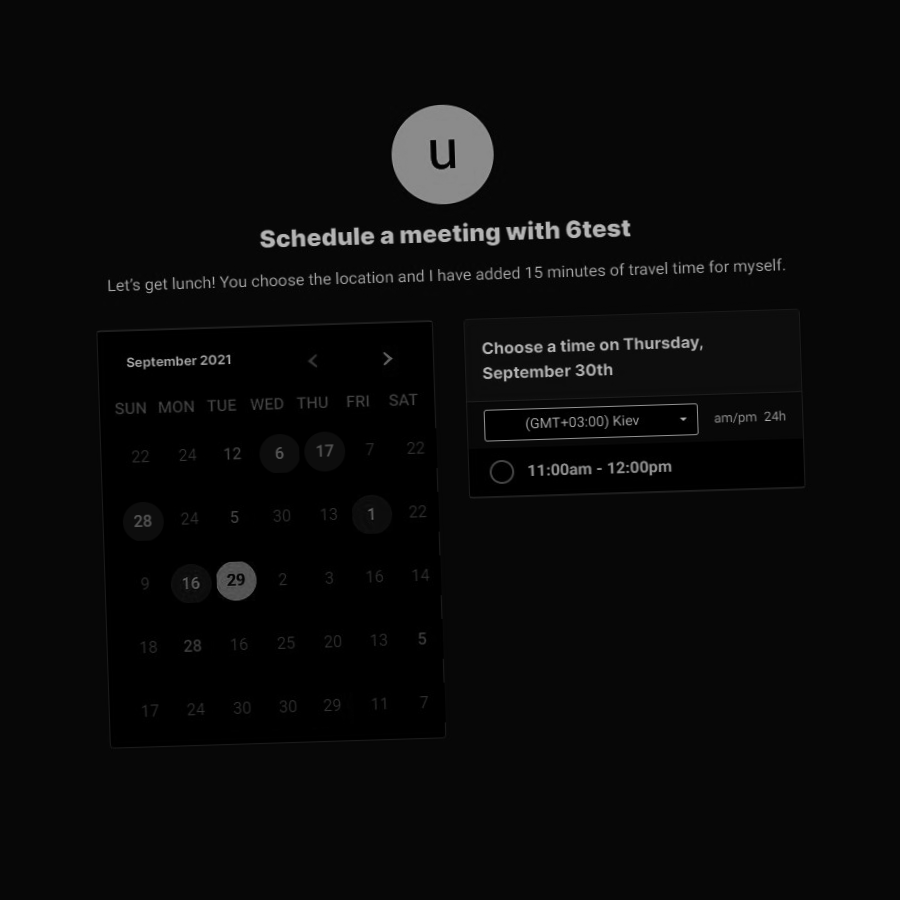 u
Schedule a meeting with 6test
Let's get lunch! You choose the location and I have added 15 minutes of travel time for myself.
September 2021
SUN MON TUE WED THU FRI SAT
22 24 12 6 17 7 22
28 24 5 30 13 1 22
9 16 29 2 3 16 14
18 28 16 25 20 13 5
17 24 30 30 29 11 7
Choose a time on Thursday,
September 30th
(GMT+03:00) Kiev am/pm 24h
11:00am - 12:00pm